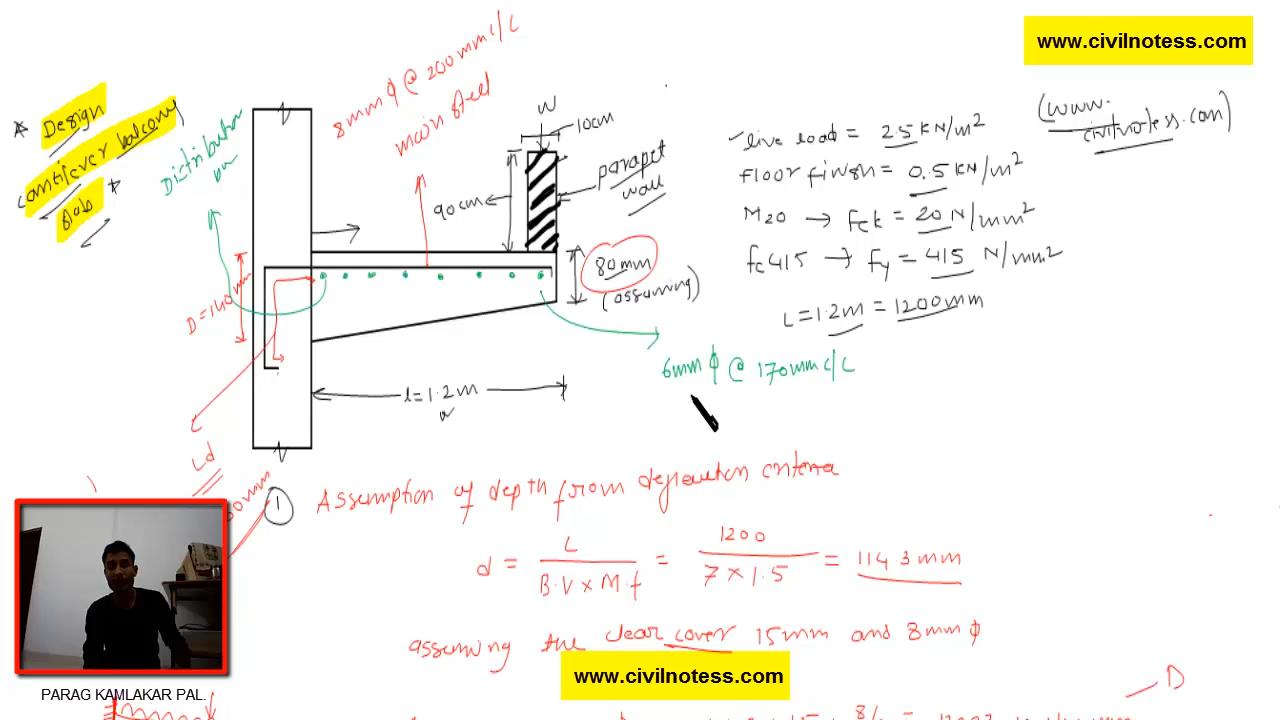 www.civilnotess.com
* Design
cantilever balcony
slab *
Distribution
bar
8mm ϕ @ 200mm c/c
main steel
W
10cm
90cm
parapet
wall
80mm
(assuming)
D=140mm
l=1.2m
Ld
6mm ϕ @ 170mm c/c
live load = 2.5 KN/m²
floor finish = 0.5 KN/m²
M20 → Fck = 20 N/mm²
fe415 → fy = 415 N/mm²
L=1.2m = 1200mm
(www.
civilnotess.com)
① Assumption of depth from deflection criteria
d = L / B.V × M.f = 1200 / 7 × 1.5 = 114.3 mm
assuming the clear cover 15mm and 8mm ϕ
www.civilnotess.com
D
PARAG KAMLAKAR PAL.